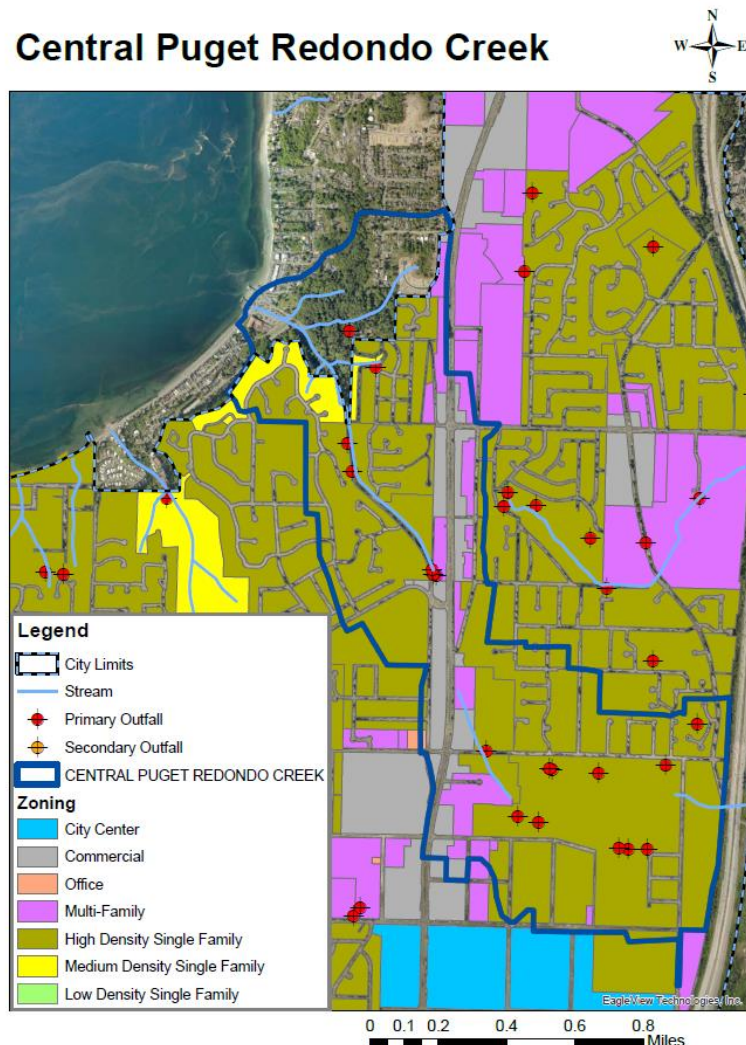 Central Puget Redondo Creek
N
W E
S
Legend
City Limits
Stream
Primary Outfall
Secondary Outfall
CENTRAL PUGET REDONDO CREEK
Zoning
City Center
Commercial
Office
Multi-Family
High Density Single Family
Medium Density Single Family
Low Density Single Family
EagleView Technologies, Inc.
0 0.1 0.2 0.4 0.6 0.8
Miles